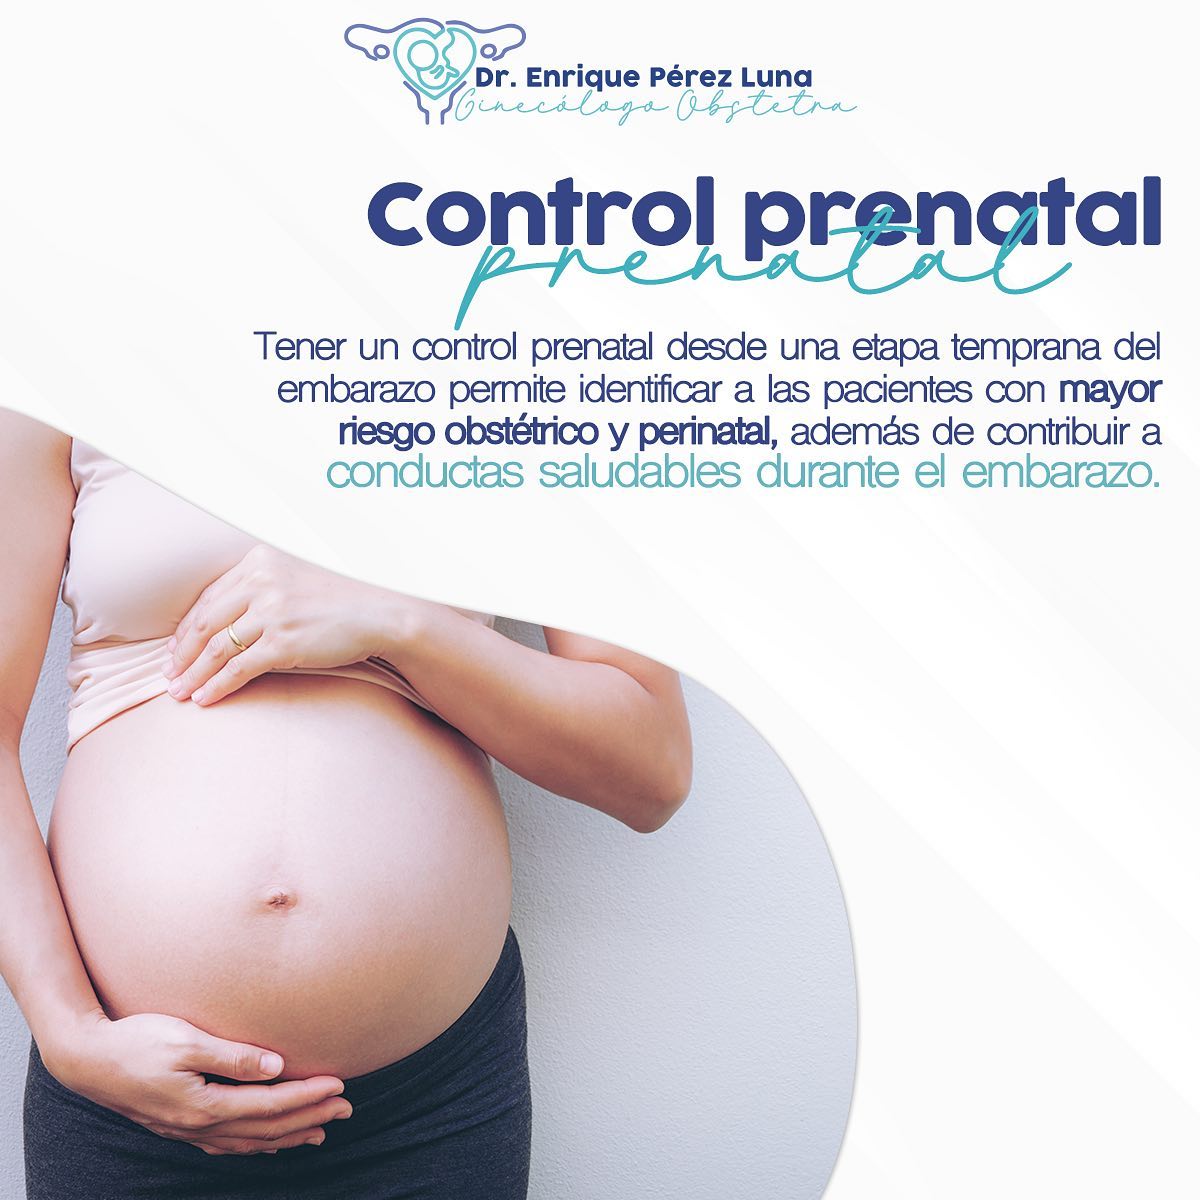 Dr. Enrique Pérez Luna
Ginecólogo Obstetra
Control prenatal
prenatal
Tener un control prenatal desde una etapa temprana del
embarazo permite identificar a las pacientes con mayor
riesgo obstétrico y perinatal, además de contribuir a
conductas saludables durante el embarazo.